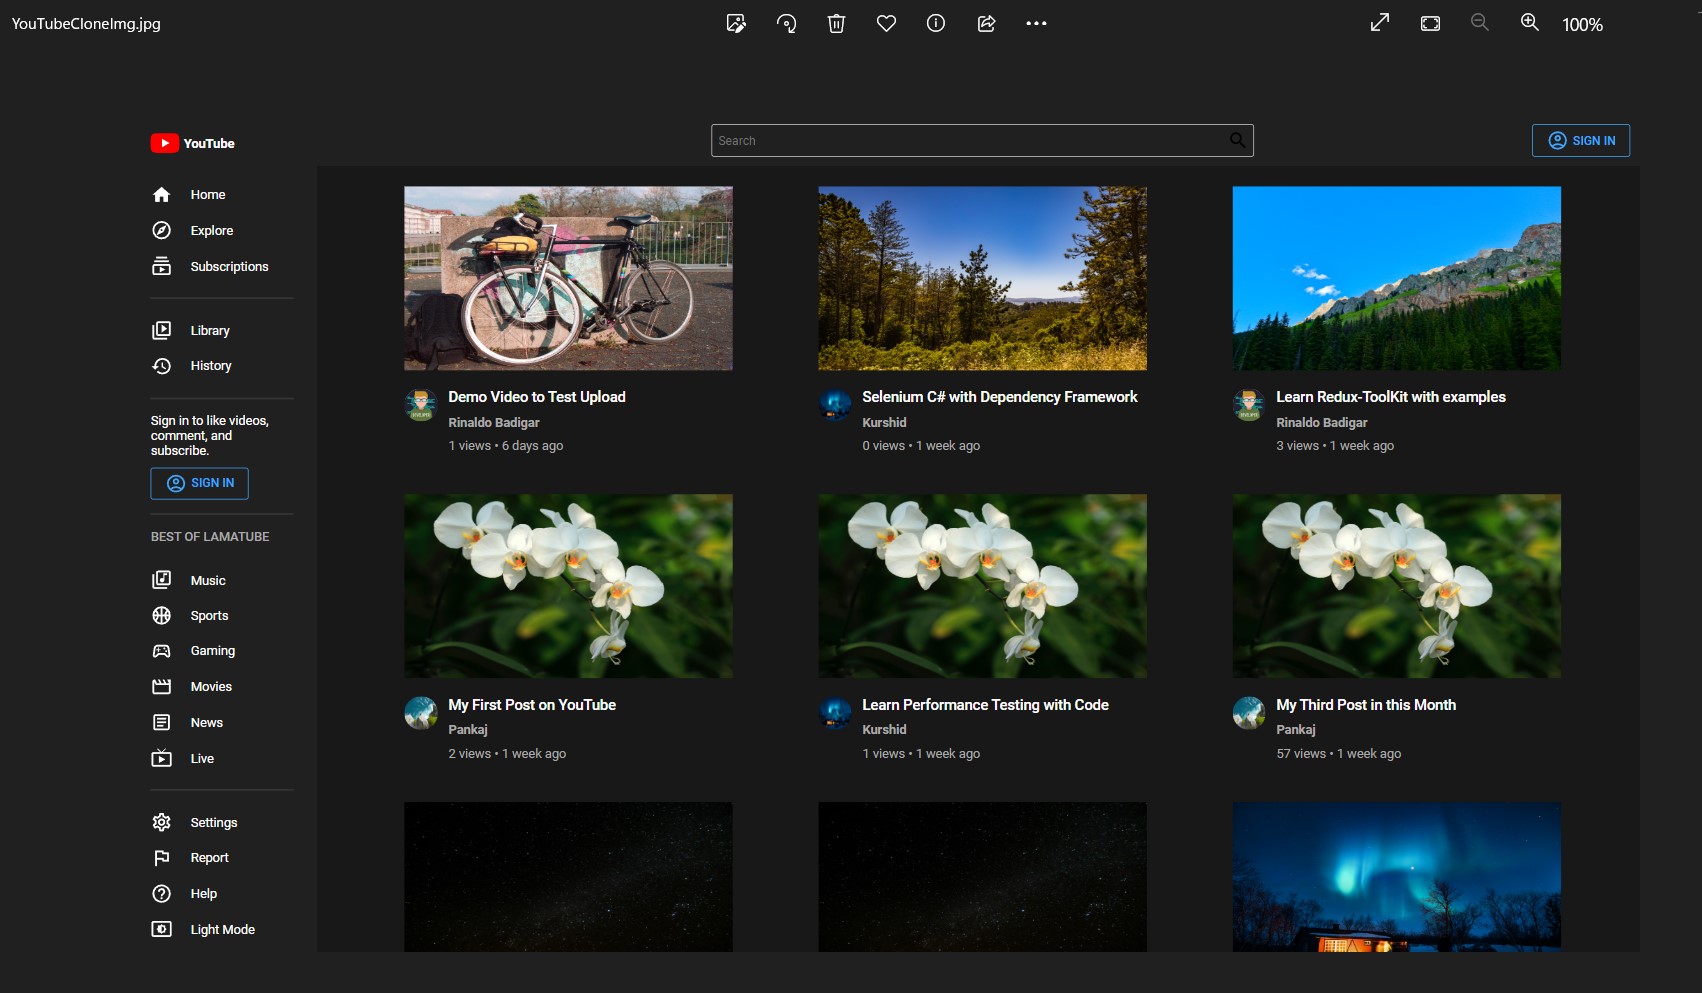 YouTubeCloneImg.jpg
100%
YouTube
Search
SIGN IN
Home
Explore
Subscriptions
Library
History
Sign in to like videos,
comment, and
subscribe.
SIGN IN
BEST OF LAMATUBE
Music
Sports
Gaming
Movies
News
Live
Settings
Report
Help
Light Mode
Demo Video to Test Upload
Rinaldo Badigar
1 views • 6 days ago
Selenium C# with Dependency Framework
Kurshid
0 views • 1 week ago
Learn Redux-ToolKit with examples
Rinaldo Badigar
3 views • 1 week ago
My First Post on YouTube
Pankaj
2 views • 1 week ago
Learn Performance Testing with Code
Kurshid
1 views • 1 week ago
My Third Post in this Month
Pankaj
57 views • 1 week ago